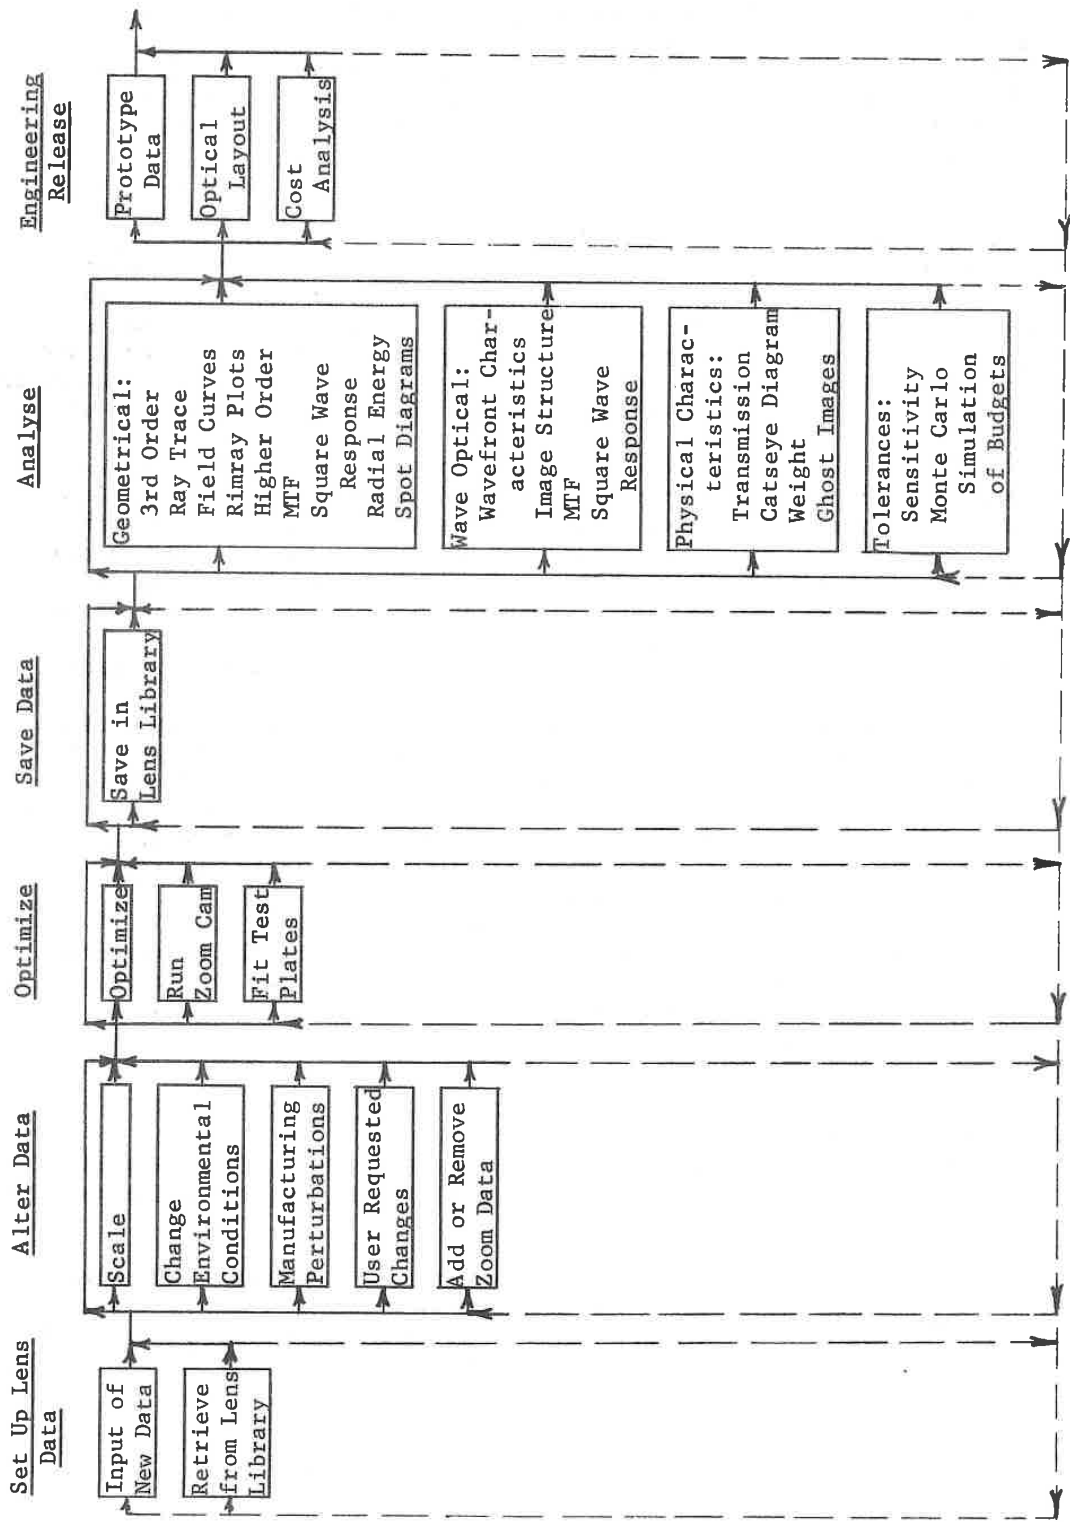 Set Up Lens
Data
Input of
New Data
Retrieve
from Lens
Library
Alter Data
Scale
Change
Environmental
Conditions
Manufacturing
Perturbations
User Requested
Changes
Add or Remove
Zoom Data
Optimize
Optimize
Run
Zoom Cam
Fit Test
Plates
Save Data
Save in
Lens Library
Analyse
Geometrical:
3rd Order
Ray Trace
Field Curves
Rimray Plots
Higher Order
MTF
Square Wave
Response
Radial Energy
Spot Diagrams
Wave Optical:
Wavefront Char-
acteristics
Image Structure
MTF
Square Wave
Response
Physical Charac-
teristics:
Transmission
Catseye Diagram
Weight
Ghost Images
Tolerances:
Sensitivity
Monte Carlo
Simulation
of Budgets
Engineering
Release
Prototype
Data
Optical
Layout
Cost
Analysis